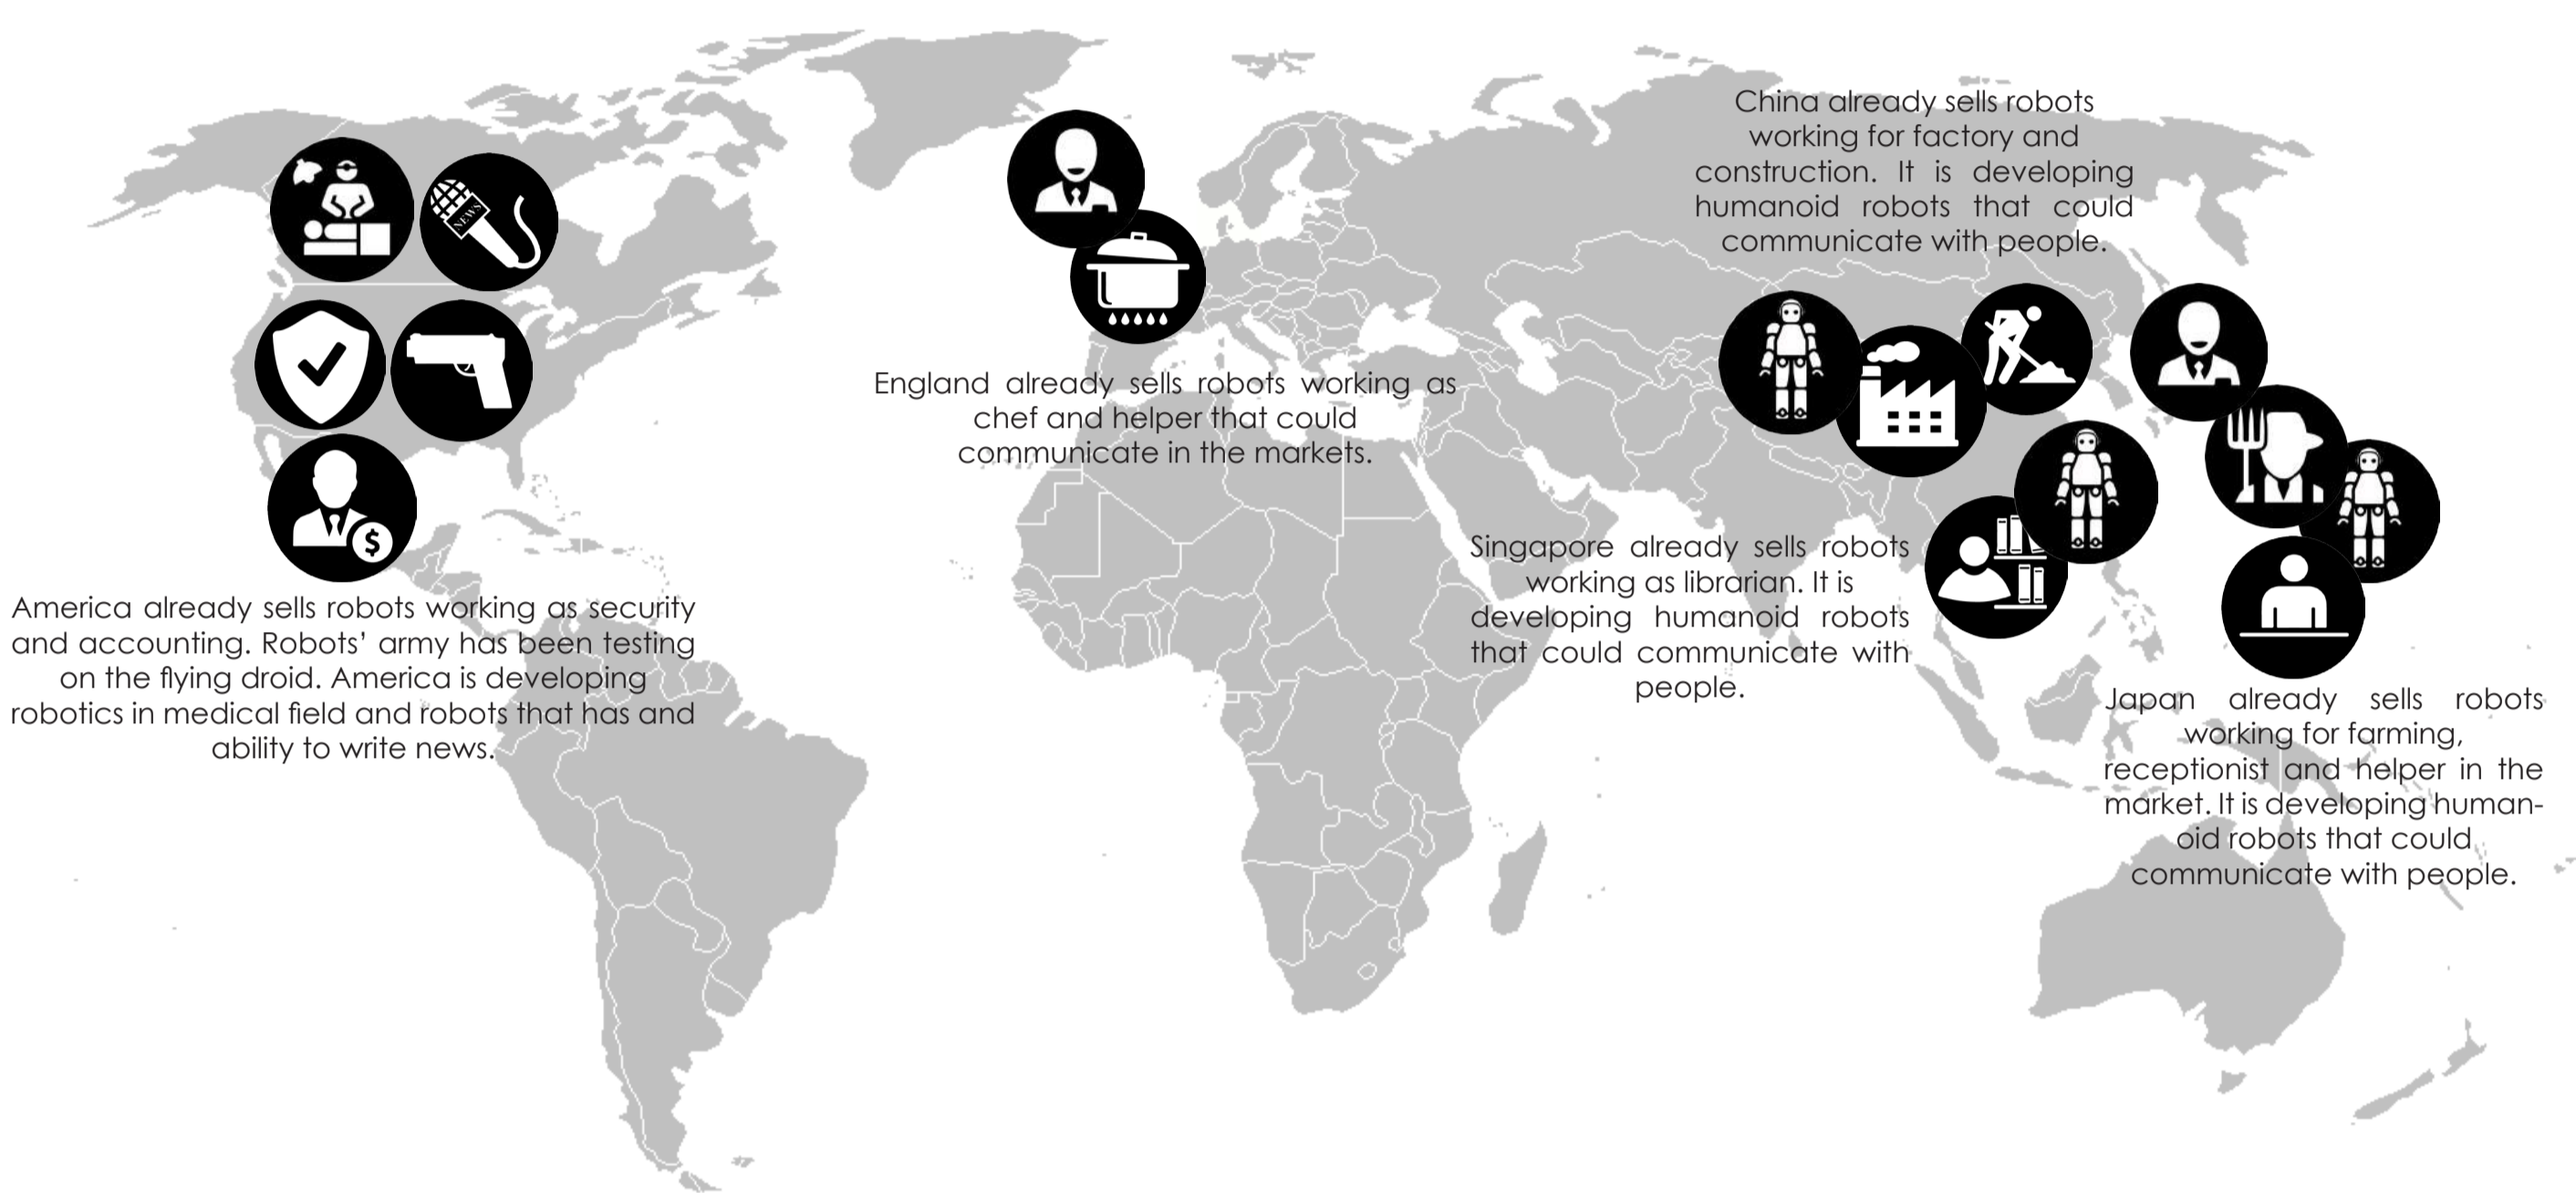 China already sells robots
working for factory and
construction. It is developing
humanoid robots that could
communicate with people.
NEWS
England already sells robots working as
chef and helper that could
communicate in the markets.
$
Singapore already sells robots
working as librarian. It is
developing humanoid robots
that could communicate with
people.
America already sells robots working as security
and accounting. Robots’ army has been testing
on the flying droid. America is developing
robotics in medical field and robots that has and
ability to write news.
Japan already sells robots
working for farming,
receptionist and helper in the
market. It is developing human-
oid robots that could
communicate with people.